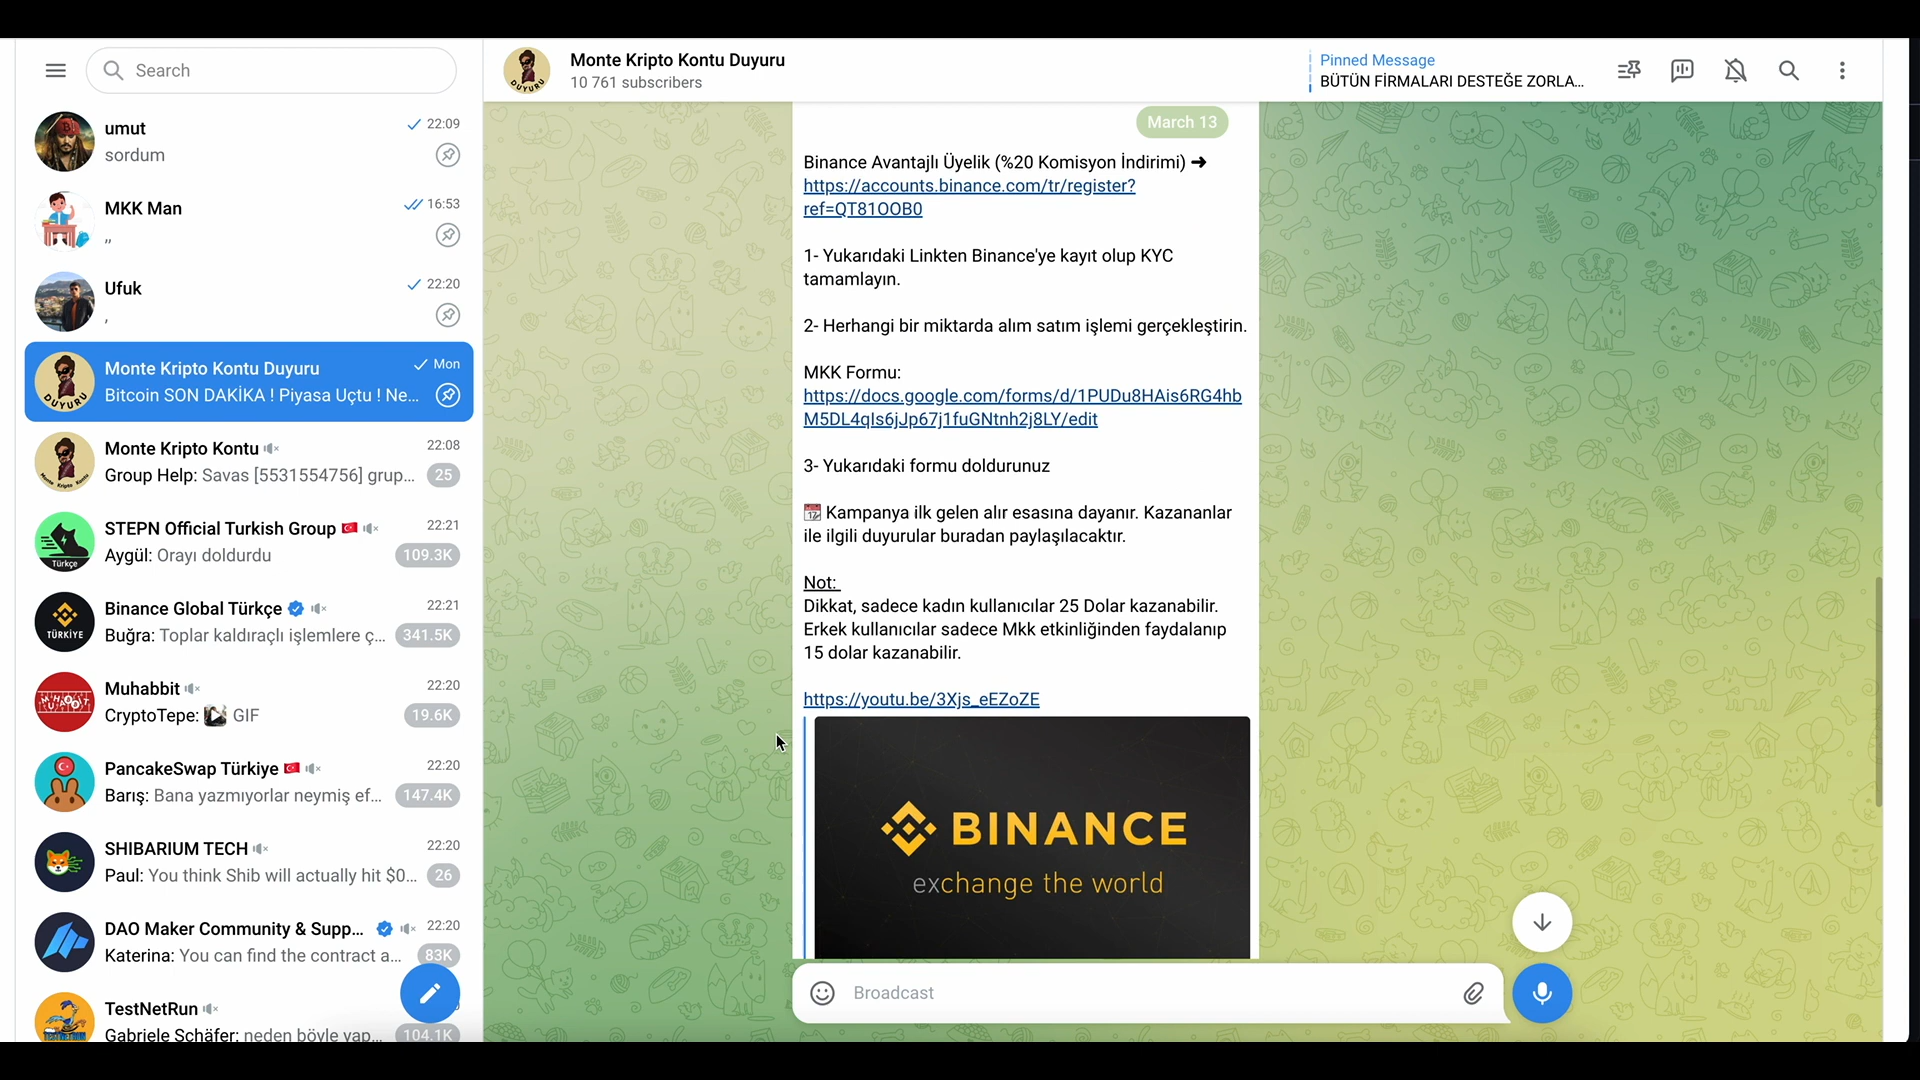 Search
umut
22:09
sordum
MKK Man
16:53
,,
Ufuk
22:20
,
Monte Kripto Kontu Duyuru
Mon
Bitcoin SON DAKİKA ! Piyasa Uçtu ! Ne...
Monte Kripto Kontu
22:08
Group Help: Savas [5531554756] grup...
25
STEPN Official Turkish Group
22:21
Aygül: Orayı doldurdu
109.3K
Binance Global Türkçe
22:21
Buğra: Toplar kaldıraçlı işlemlere ç...
341.5K
Muhabbit
22:20
CryptoTepe: GIF
19.6K
PancakeSwap Türkiye
22:20
Barış: Bana yazmıyorlar neymiş ef...
147.4K
SHIBARIUM TECH
22:20
Paul: You think Shib will actually hit $0...
26
DAO Maker Community & Supp...
22:20
Katerina: You can find the contract a...
83K
TestNetRun
Gabriele Schäfer: neden böyle yap...
104.1K
DUYURU
DUYURU
Türkçe
TÜRKİYE
Monte Kripto Kontu Duyuru
10 761 subscribers
Pinned Message
BÜTÜN FİRMALARI DESTEĞE ZORLA...
March 13
Binance Avantajlı Üyelik (%20 Komisyon İndirimi) ➜
https://accounts.binance.com/tr/register?
ref=QT81OOB0
1- Yukarıdaki Linkten Binance'ye kayıt olup KYC
tamamlayın.
2- Herhangi bir miktarda alım satım işlemi gerçekleştirin.
MKK Formu:
https://docs.google.com/forms/d/1PUDu8HAis6RG4hb
M5DL4qIs6jJp67j1fuGNtnh2j8LY/edit
3- Yukarıdaki formu doldurunuz
📆 Kampanya ilk gelen alır esasına dayanır. Kazananlar
ile ilgili duyurular buradan paylaşılacaktır.
Not:
Dikkat, sadece kadın kullanıcılar 25 Dolar kazanabilir.
Erkek kullanıcılar sadece Mkk etkinliğinden faydalanıp
15 dolar kazanabilir.
https://youtu.be/3Xjs_eEZoZE
BINANCE
exchange the world
Broadcast